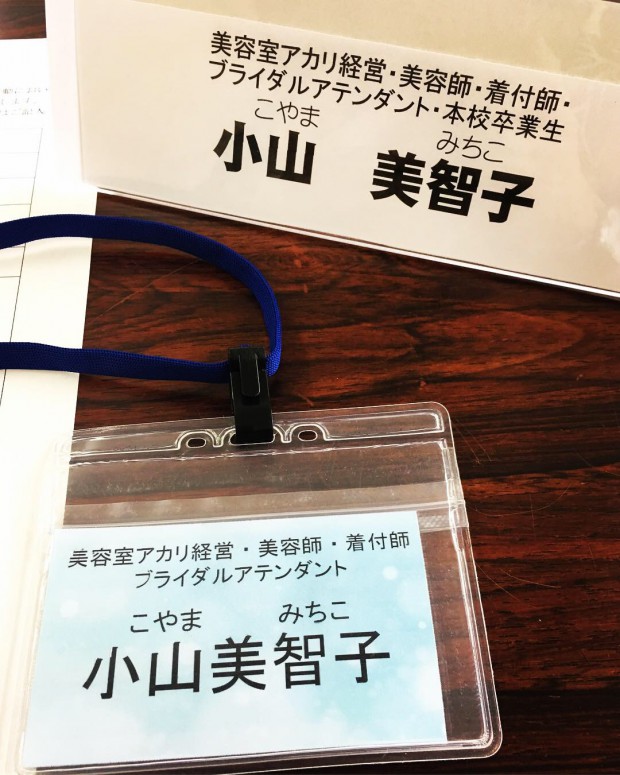 美容室アカリ経営・美容師・着付師・
ブライダルアテンダント・本校卒業生
こやま みちこ
小山 美智子
美容室アカリ経営・美容師・着付師
ブライダルアテンダント
こやま みちこ
小山美智子